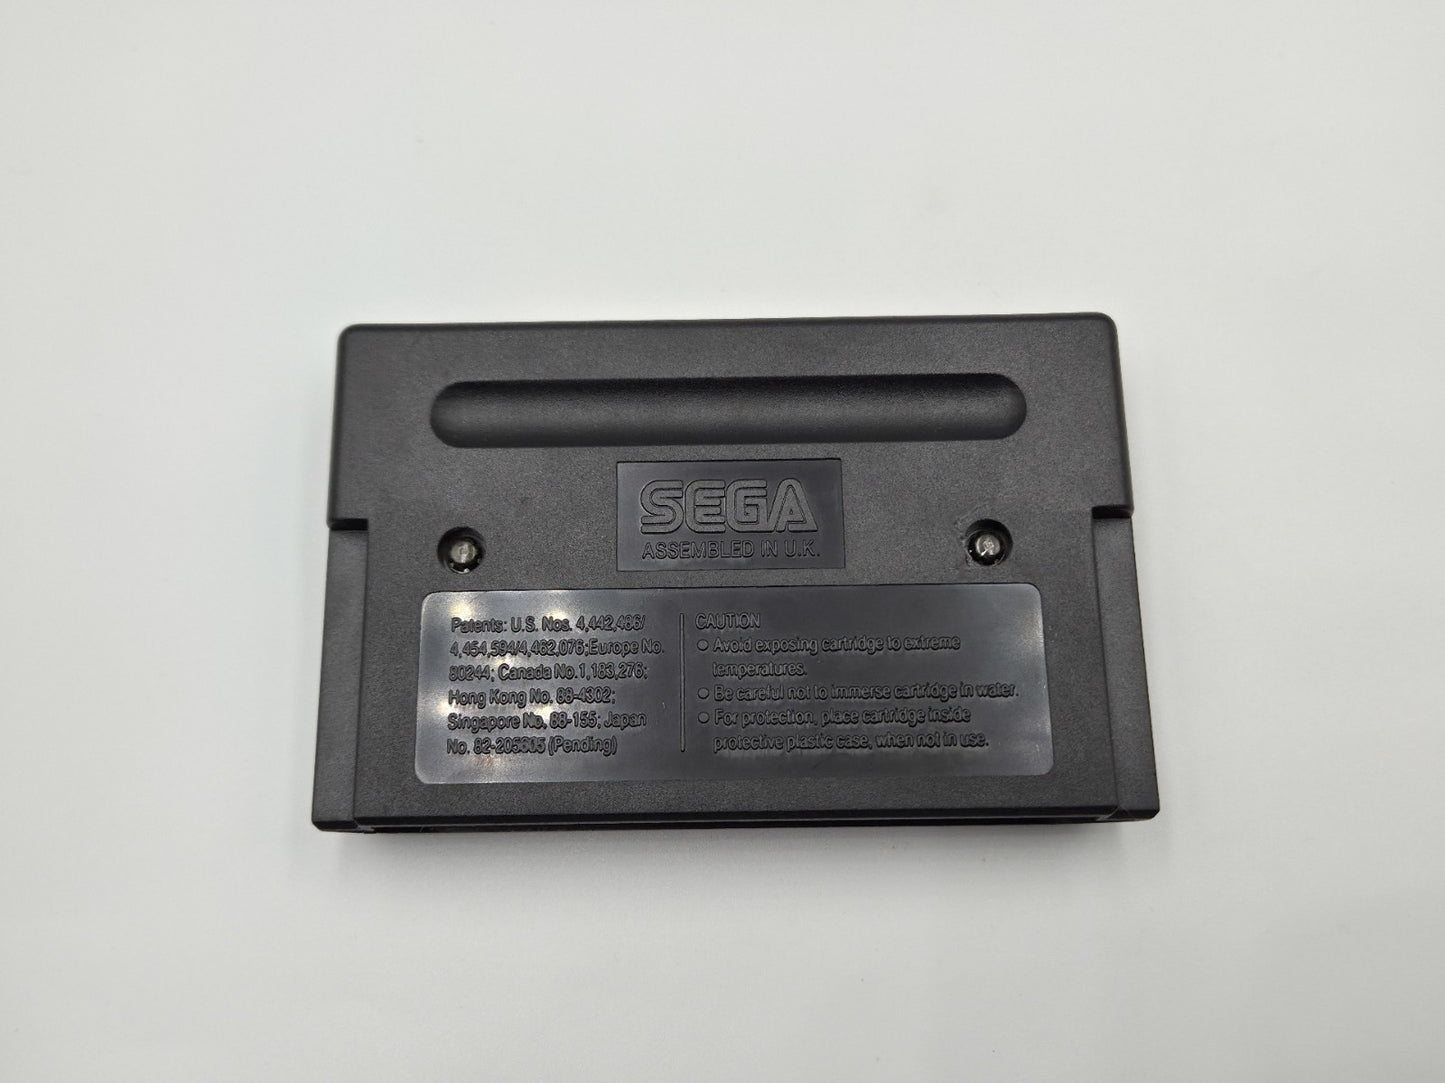 SEGA
ASSEMBLED IN U.K.
Patents: U.S. Nos. 4,442,486/
4,454,594/4,462,076;Europe No.
80244; Canada No.1,183,276;
Hong Kong No. 88-4302;
Singapore No. 88-155; Japan
No. 82-205605 (Pending)
CAUTION
○ Avoid exposing cartridge to extreme
temperatures.
○ Be careful not to immerse cartridge in water.
○ For protection, place cartridge inside
protective plastic case, when not in use.